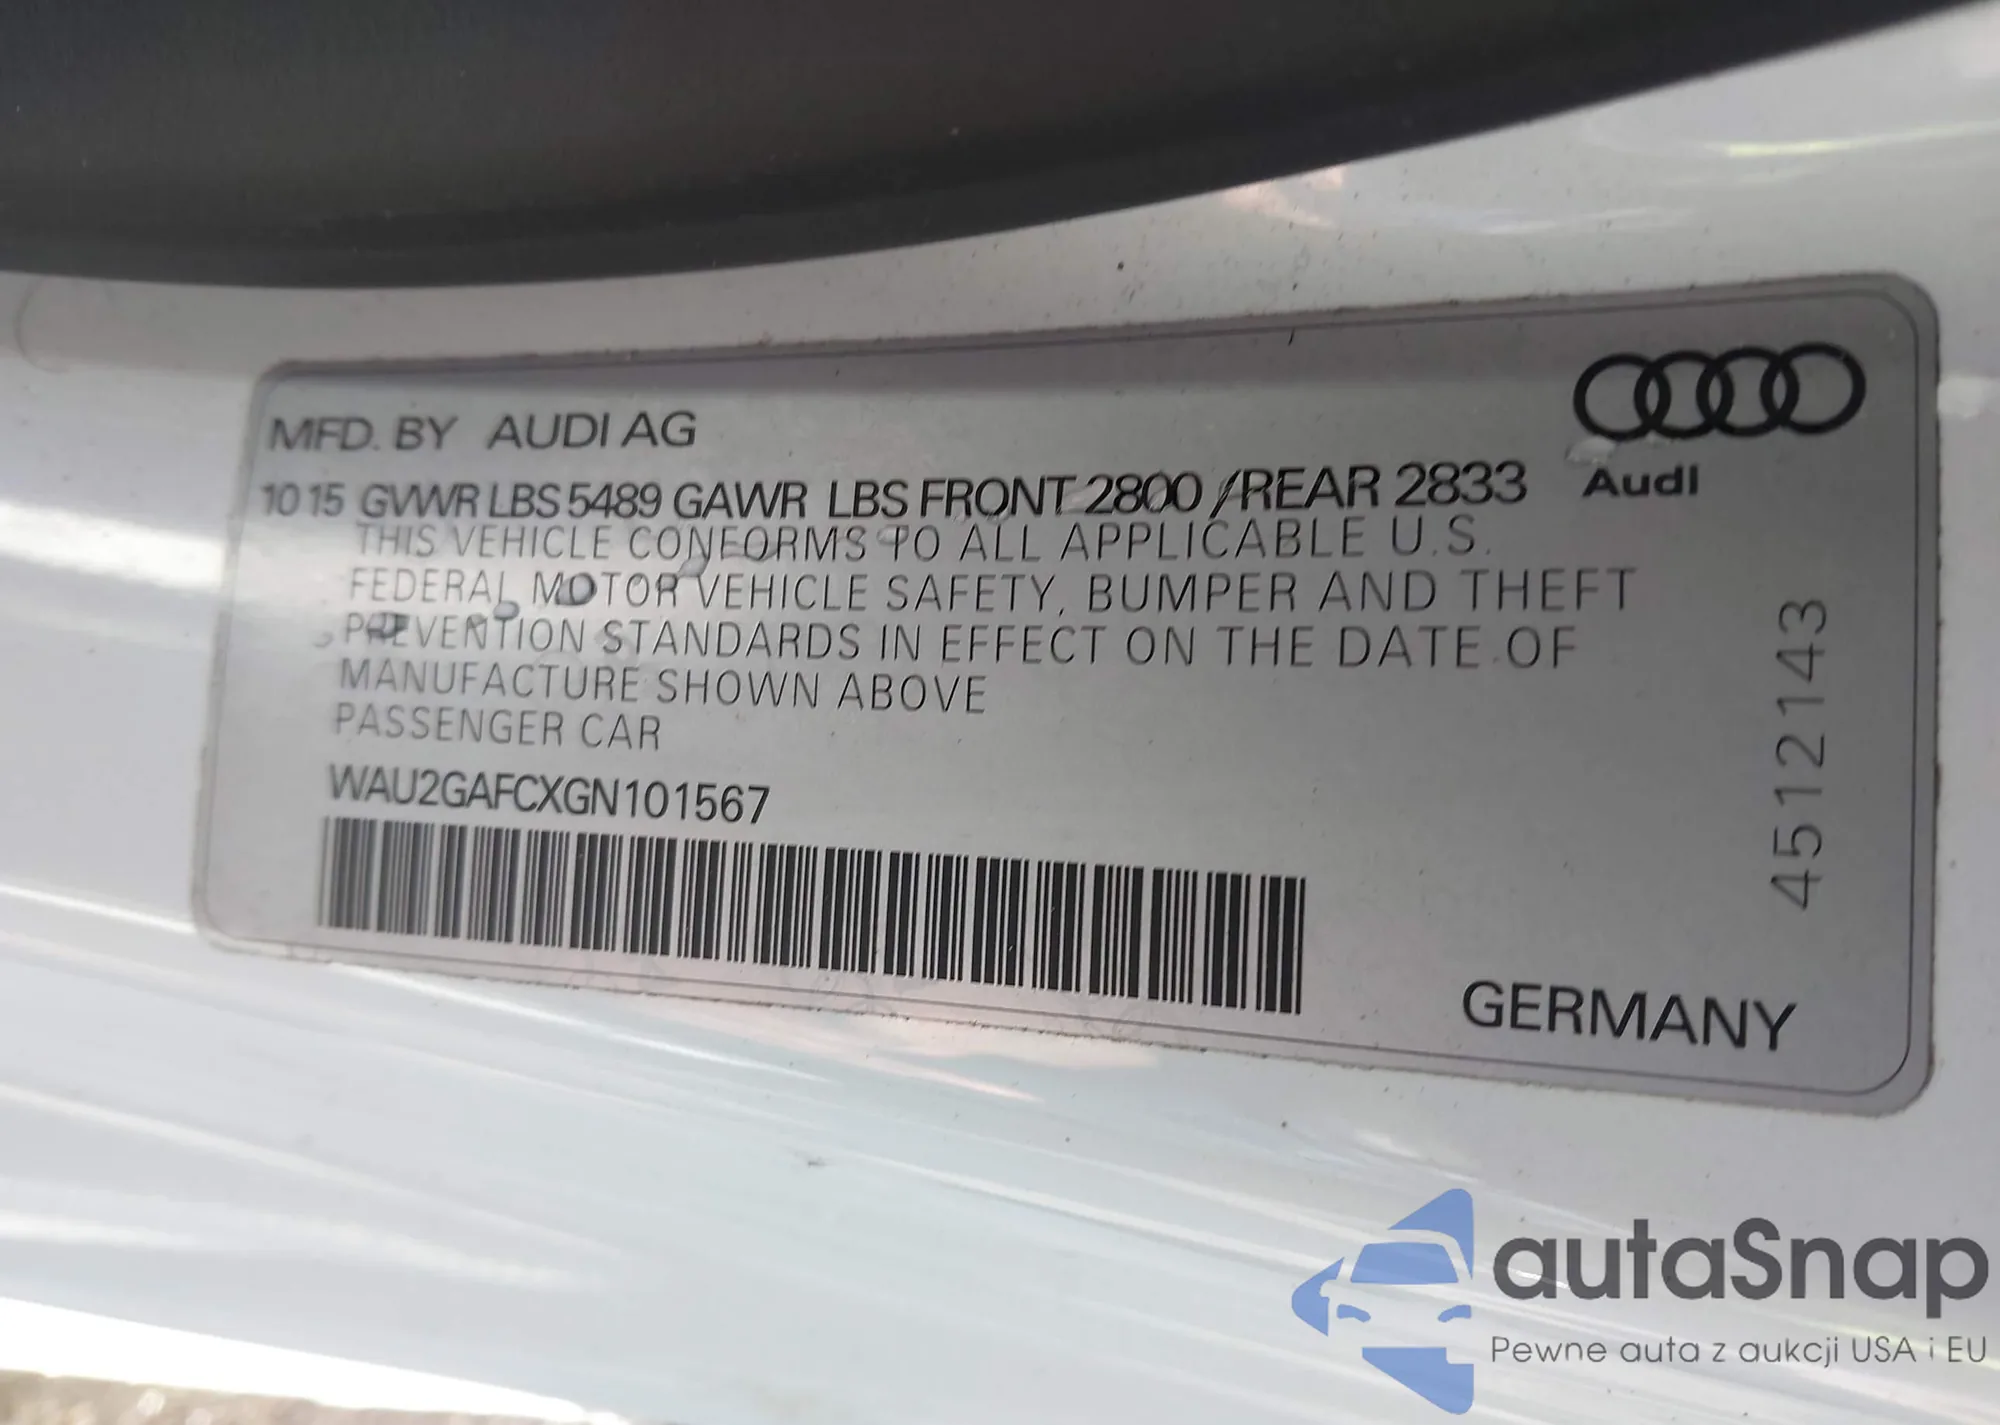 MFD. BY AUDI AG
Audi
10 15 GVWR LBS 5489 GAWR LBS FRONT 2800 /REAR 2833
THIS VEHICLE CONFORMS TO ALL APPLICABLE U.S.
FEDERAL MOTOR VEHICLE SAFETY, BUMPER AND THEFT
PREVENTION STANDARDS IN EFFECT ON THE DATE OF
MANUFACTURE SHOWN ABOVE
PASSENGER CAR
WAU2GAFCXGN101567
4512143
GERMANY
autaSnap
Pewne auta z aukcji USA i EU